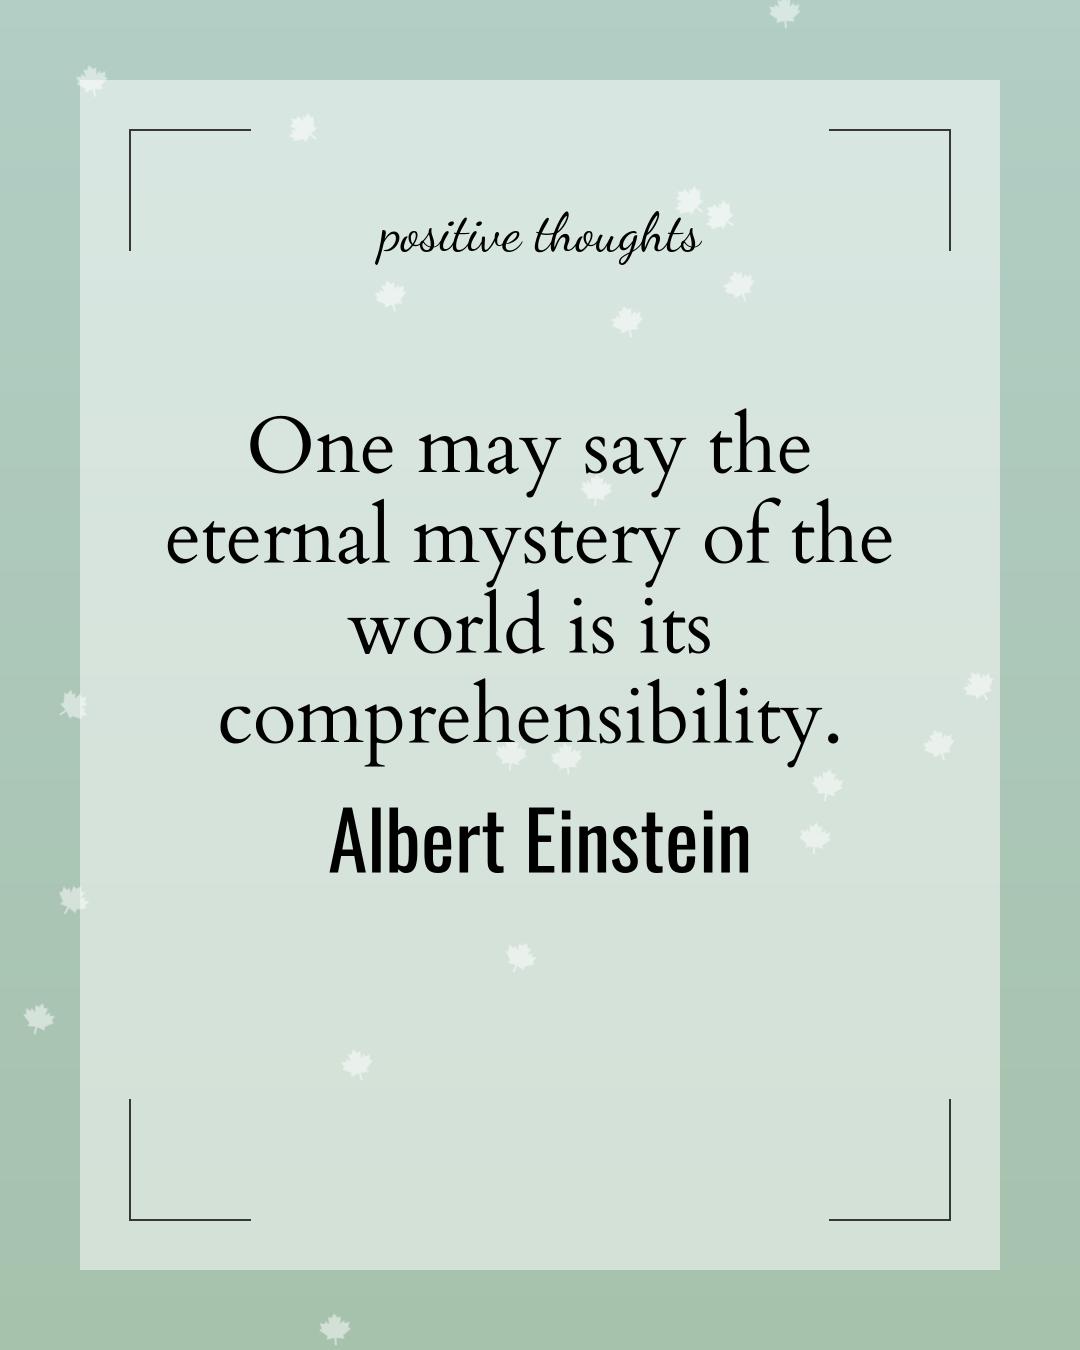 positive thoughts
One may say the
eternal mystery of the
world is its
comprehensibility.
Albert Einstein